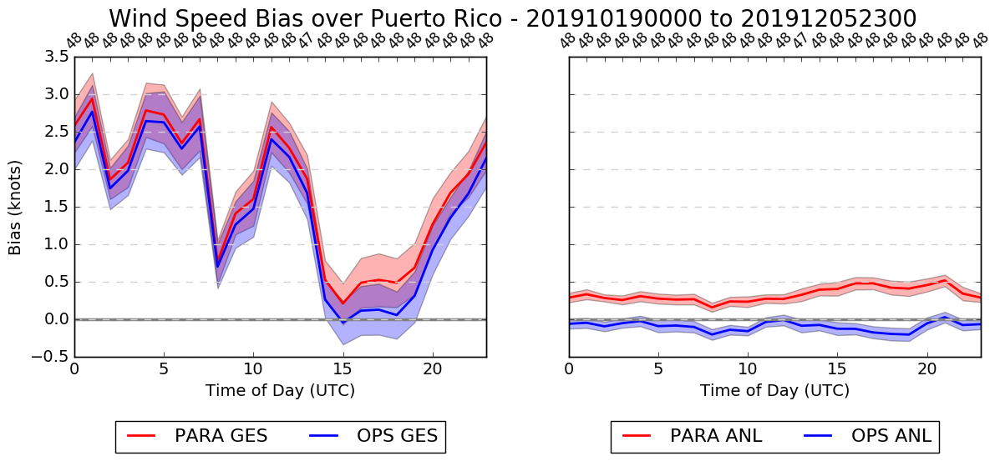 Wind Speed Bias over Puerto Rico - 201910190000 to 201912052300
48 48 48 48 48 48 48 48 48 48 48 48 48 47 48 48 48 48 48 48 48 48 48 48
3.5
3.0
2.5
2.0
1.5
1.0
0.5
0.0
−0.5
Bias (knots)
0 5 10 15 20
Time of Day (UTC)
PARA GES OPS GES
48 48 48 48 48 48 48 48 48 48 48 48 48 47 48 48 48 48 48 48 48 48 48 48
0 5 10 15 20
Time of Day (UTC)
PARA ANL OPS ANL